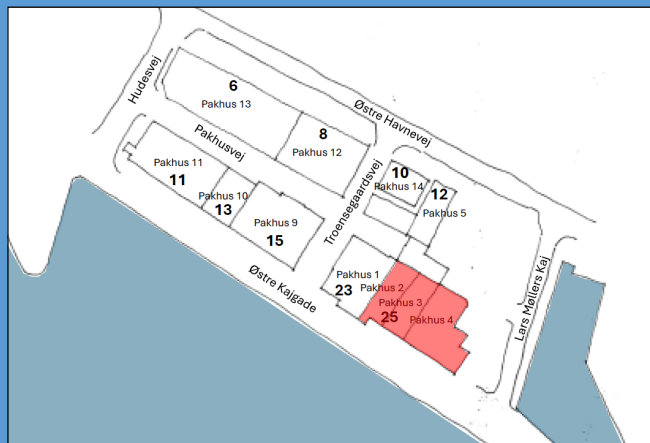 Hudesvej
6
Pakhus 13
Østre Havnevej
8
Pakhus 12
Pakhusvej
Pakhus 11
11
Pakhus 10
13
Pakhus 9
15
Troensegaardsvej
10
Pakhus 14
12
Pakhus 5
Østre Kajgade
Pakhus 1
23
Pakhus 2
Pakhus 3
25
Pakhus 4
Lars Møllers Kaj